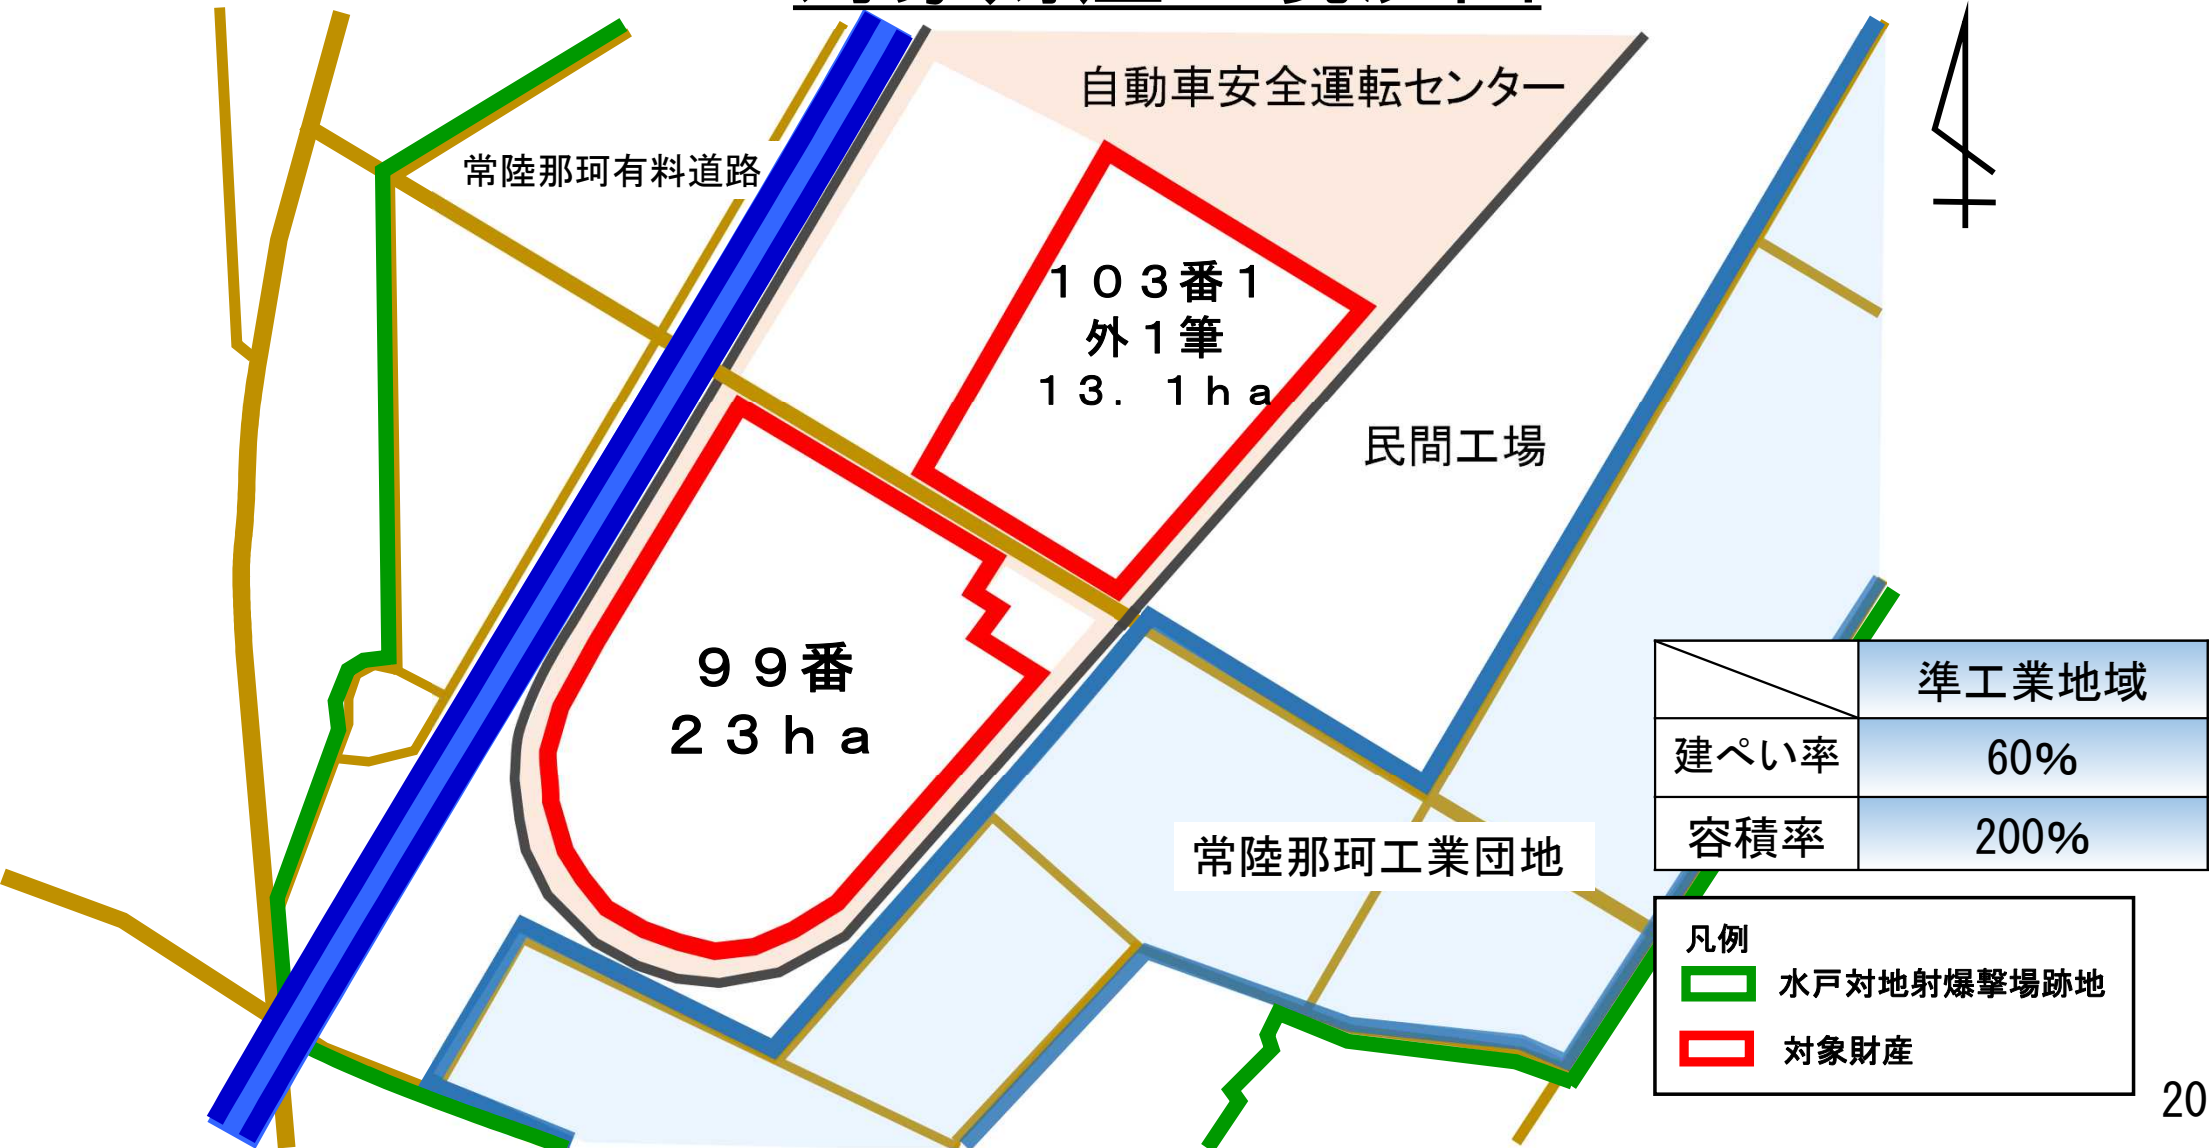 自動車安全運転センター
常陸那珂有料道路
１０３番１
外１筆
１３．１ｈａ
民間工場
９９番
２３ｈａ
準工業地域
建ぺい率 60%
容積率 200%
常陸那珂工業団地
凡例
水戸対地射爆撃場跡地
対象財産
20